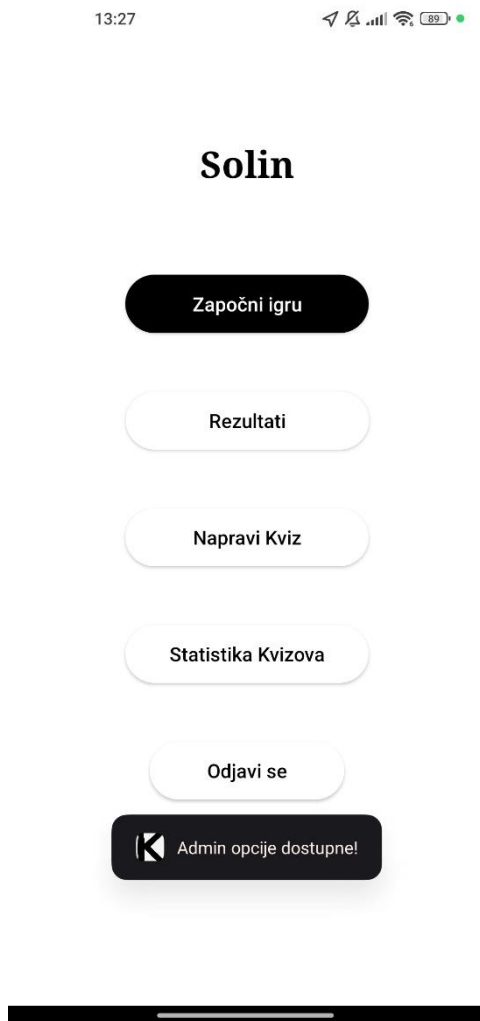 13:27
89
Solin
Započni igru
Rezultati
Napravi Kviz
Statistika Kvizova
Odjavi se
K Admin opcije dostupne!